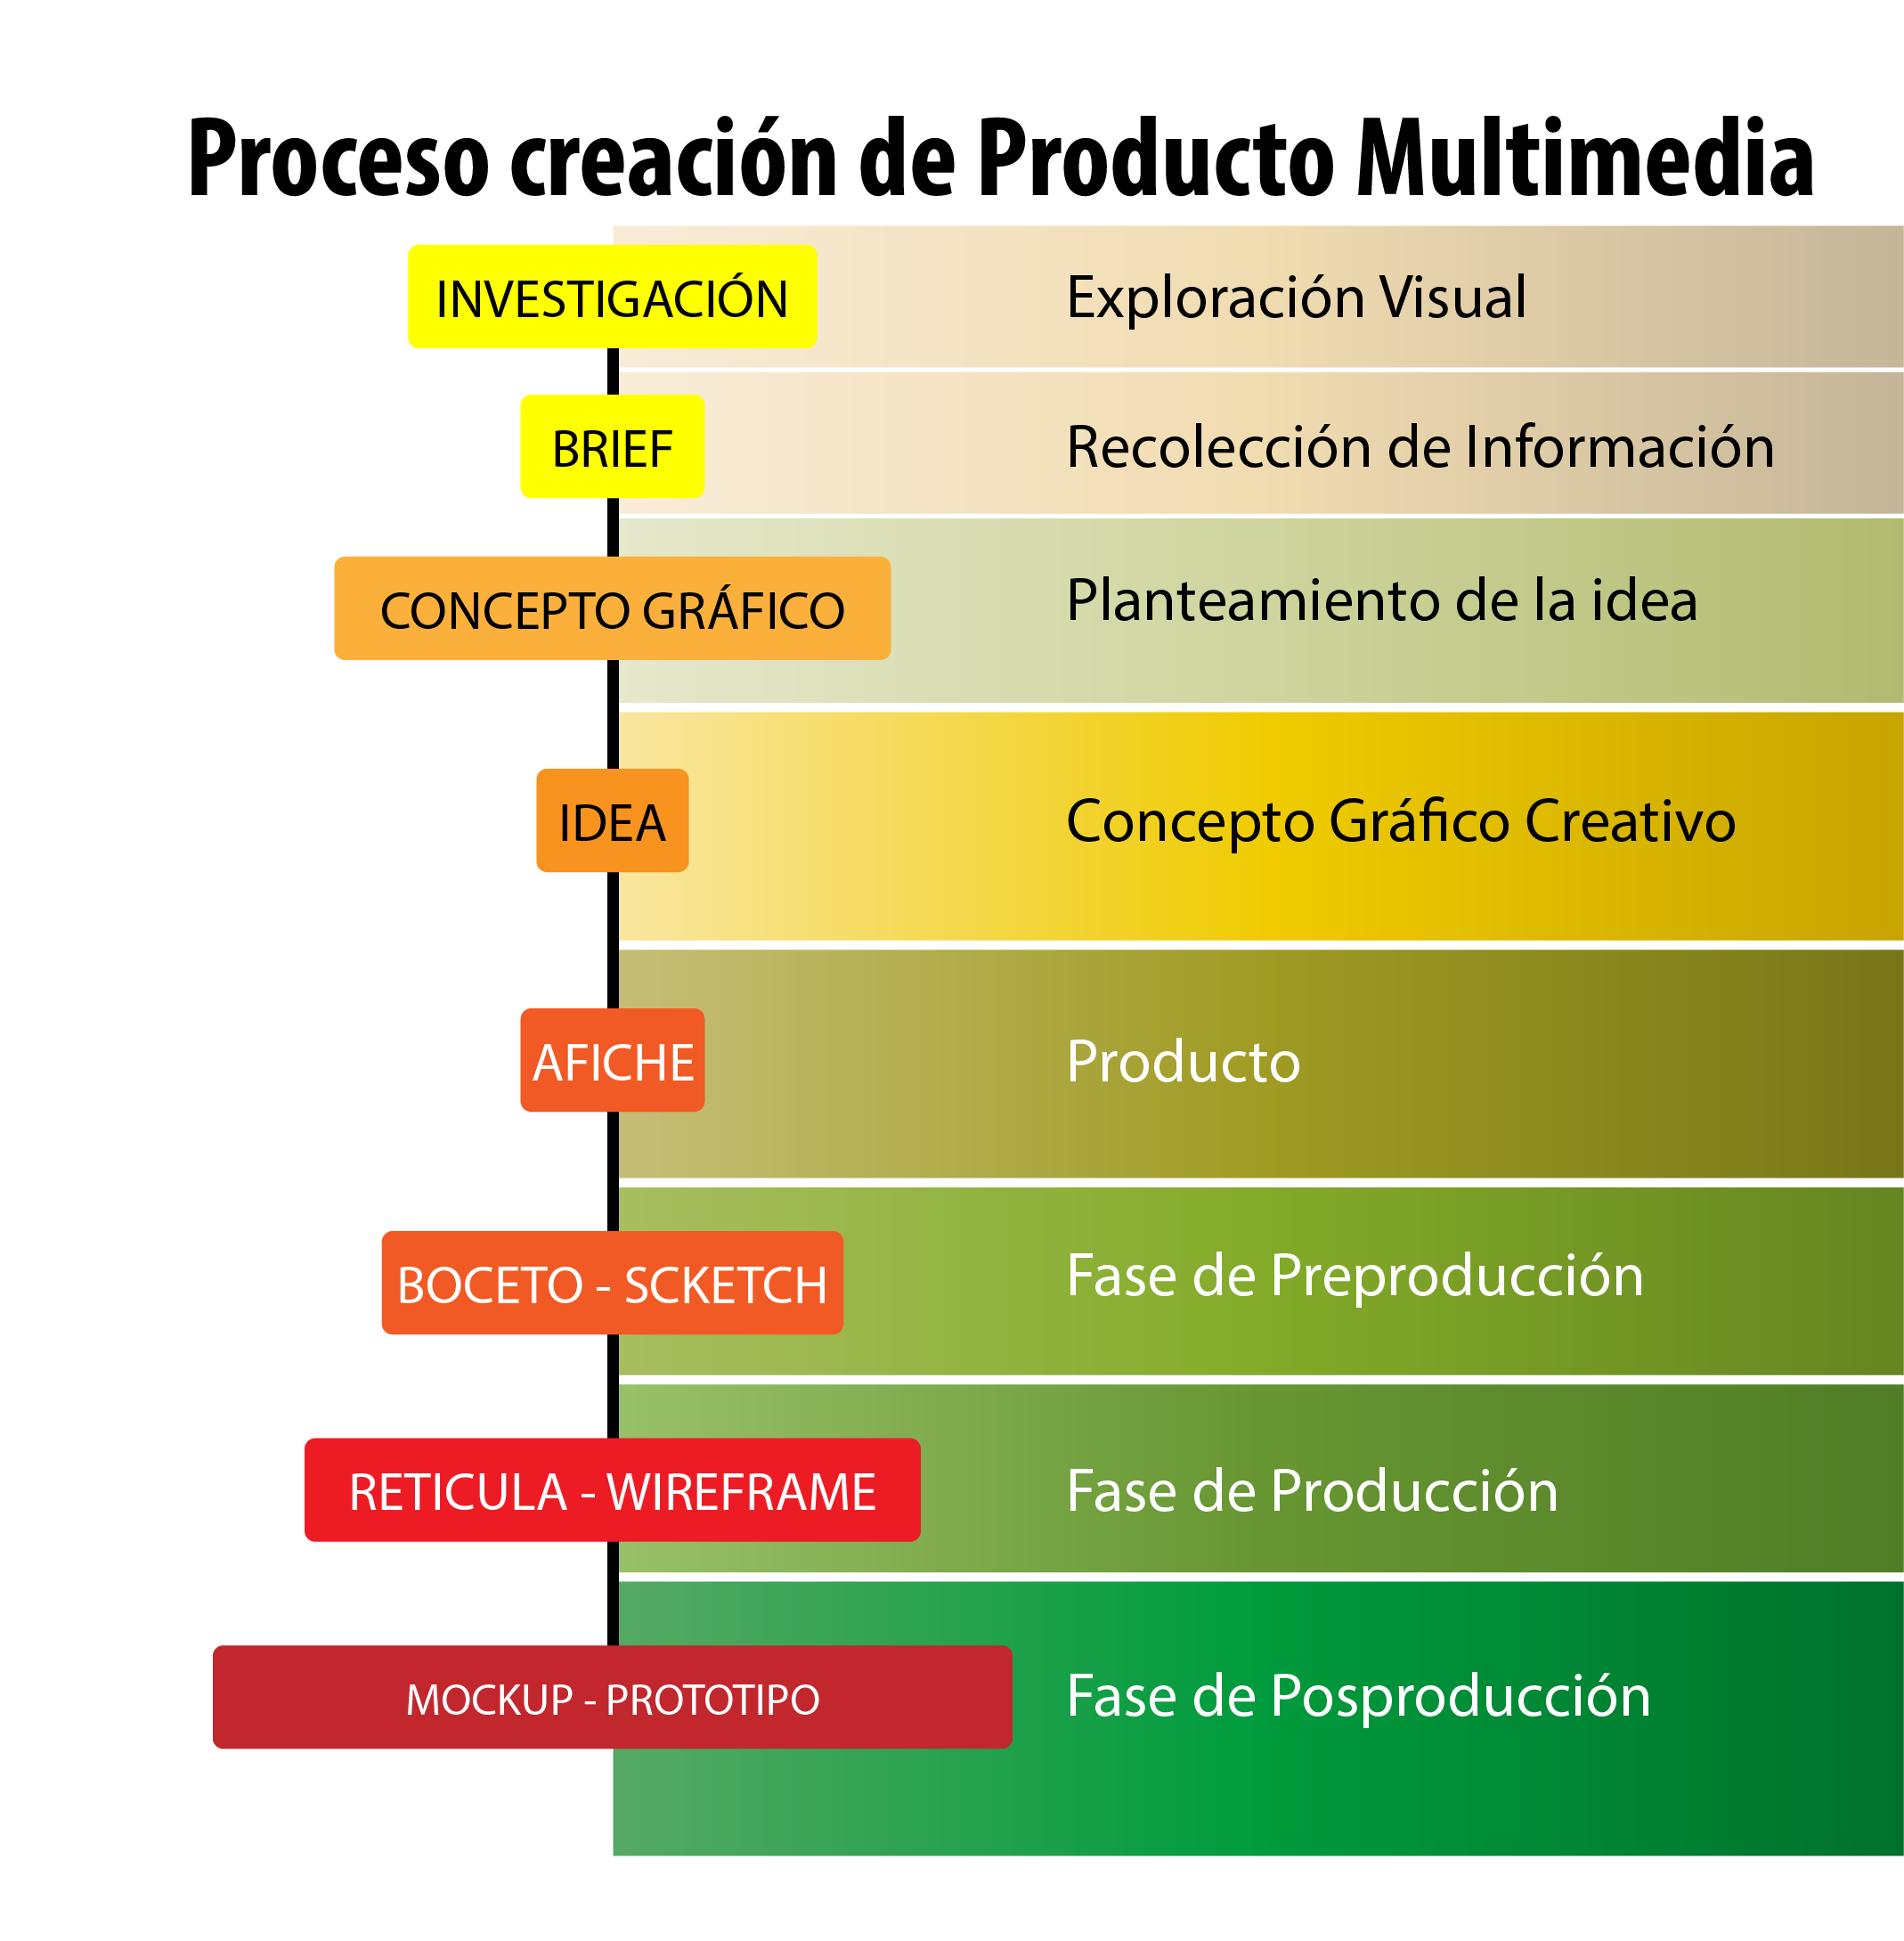 Proceso creación de Producto Multimedia
INVESTIGACIÓN
Exploración Visual
BRIEF
Recolección de Información
CONCEPTO GRÁFICO
Planteamiento de la idea
IDEA
Concepto Gráfico Creativo
AFICHE
Producto
BOCETO - SCKETCH
Fase de Preproducción
RETICULA - WIREFRAME
Fase de Producción
MOCKUP - PROTOTIPO
Fase de Posproducción